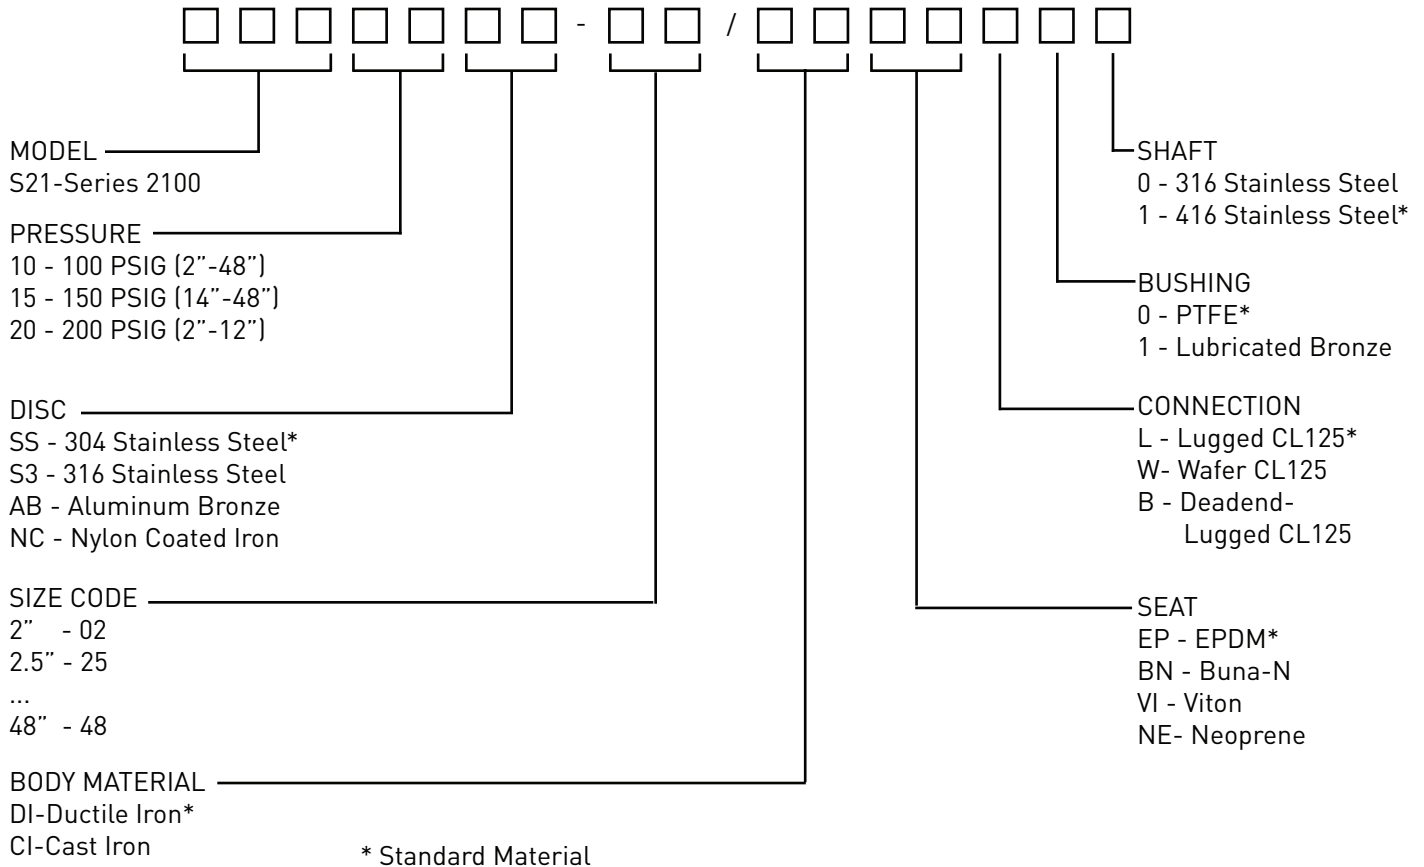 - /
MODEL
S21-Series 2100
PRESSURE
10 - 100 PSIG (2”-48”)
15 - 150 PSIG (14”-48”)
20 - 200 PSIG (2”-12”)
DISC
SS - 304 Stainless Steel*
S3 - 316 Stainless Steel
AB - Aluminum Bronze
NC - Nylon Coated Iron
SIZE CODE
2” - 02
2.5” - 25
...
48” - 48
BODY MATERIAL
DI-Ductile Iron*
CI-Cast Iron
* Standard Material
SHAFT
0 - 316 Stainless Steel
1 - 416 Stainless Steel*
BUSHING
0 - PTFE*
1 - Lubricated Bronze
CONNECTION
L - Lugged CL125*
W- Wafer CL125
B - Deadend-
Lugged CL125
SEAT
EP - EPDM*
BN - Buna-N
VI - Viton
NE- Neoprene